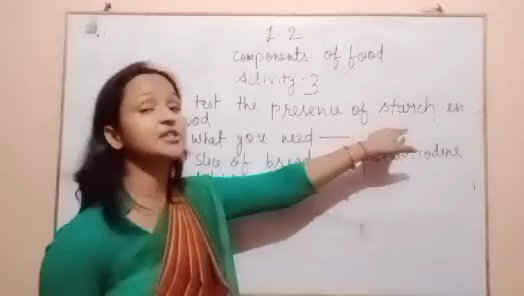 L-2
Components of food
Activity-3
test the presence of starch in
what you need —
Slice of bread iodine